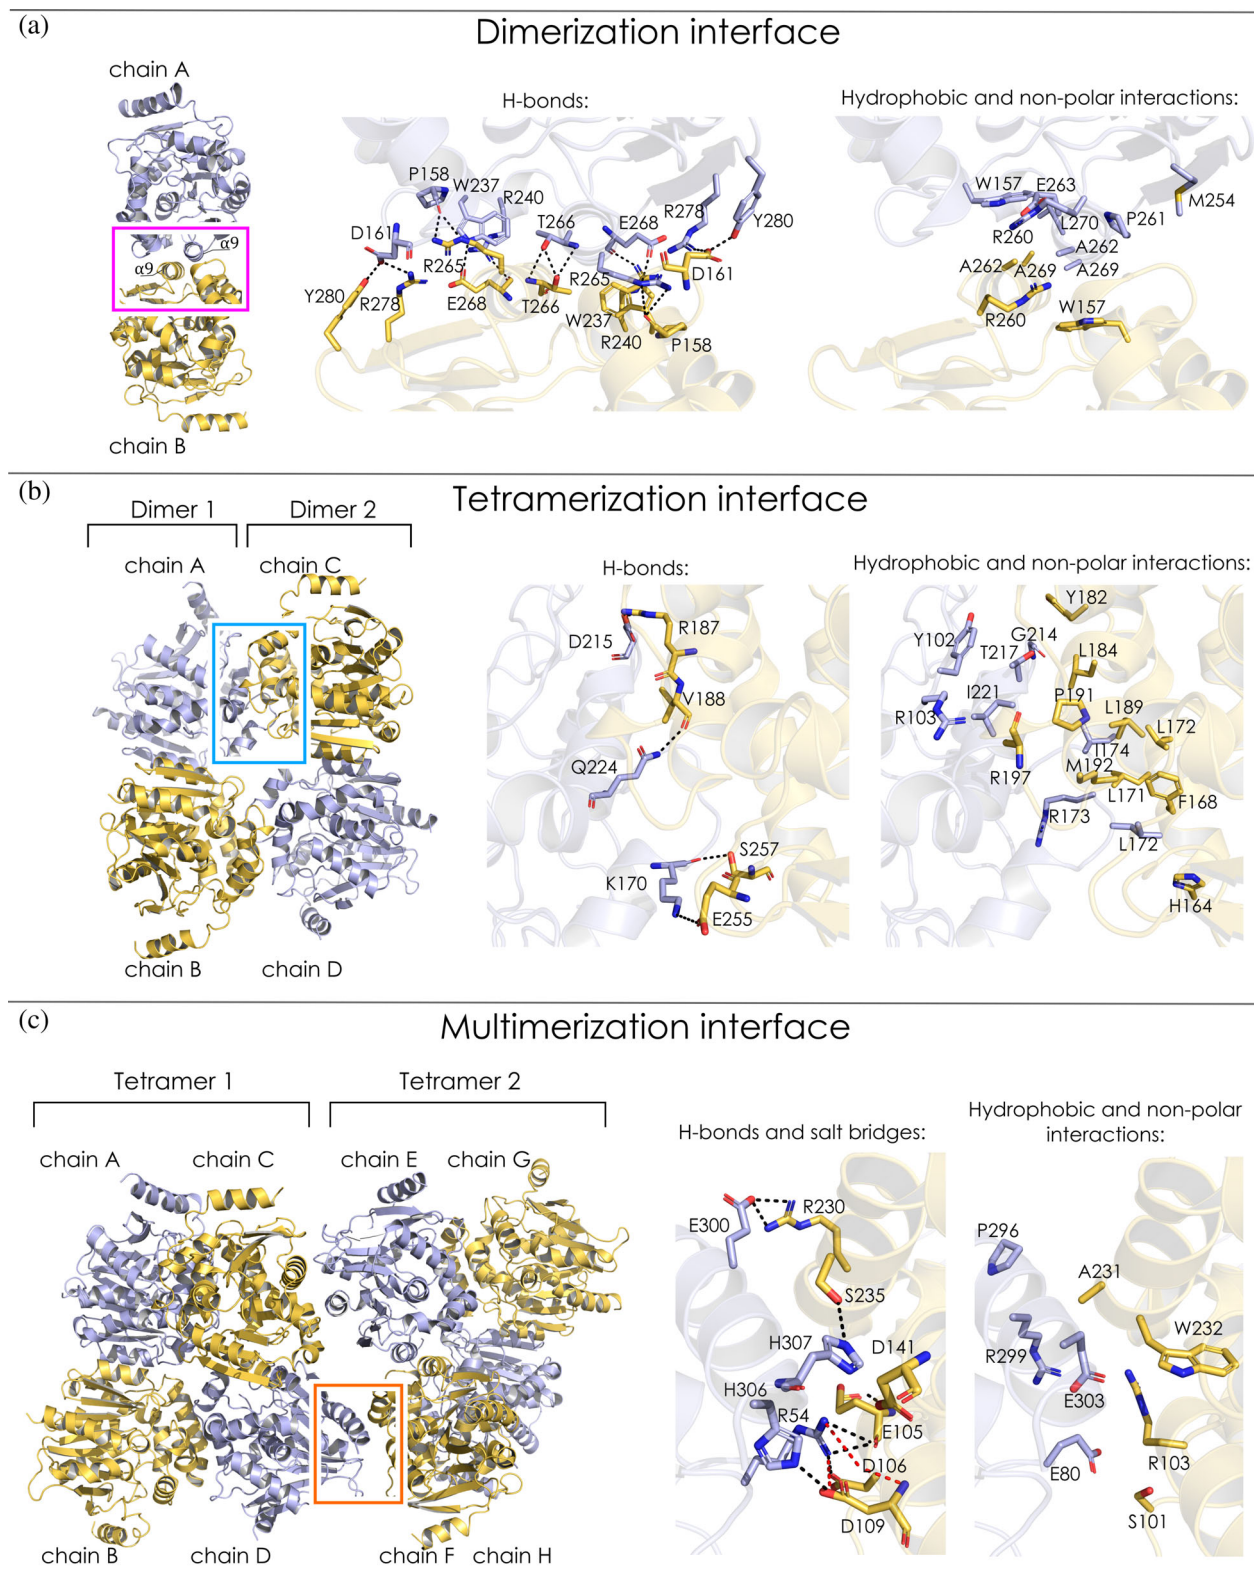 (a)
Dimerization interface
chain A
α9
α9
chain B
H-bonds:
P158
W237
R240
T266
E268
R278
Y280
D161
R265
R265
D161
Y280
R278
E268
T266
W237
R240
P158
Hydrophobic and non-polar interactions:
W157
E263
M254
L270
P261
R260
A262
A262
A269
A269
R260
W157
(b)
Tetramerization interface
Dimer 1
Dimer 2
chain A
chain C
chain B
chain D
H-bonds:
D215
R187
V188
Q224
S257
K170
E255
Hydrophobic and non-polar interactions:
Y182
Y102
G214
T217
L184
I221
P191
R103
L189
L172
I174
R197
M192
L171
F168
R173
L172
H164
(c)
Multimerization interface
Tetramer 1
Tetramer 2
chain A
chain C
chain E
chain G
chain B
chain D
chain F
chain H
H-bonds and salt bridges:
R230
E300
S235
H307
D141
H306
R54
E105
D106
D109
Hydrophobic and non-polar
interactions:
P296
A231
W232
R299
E303
E80
R103
S101